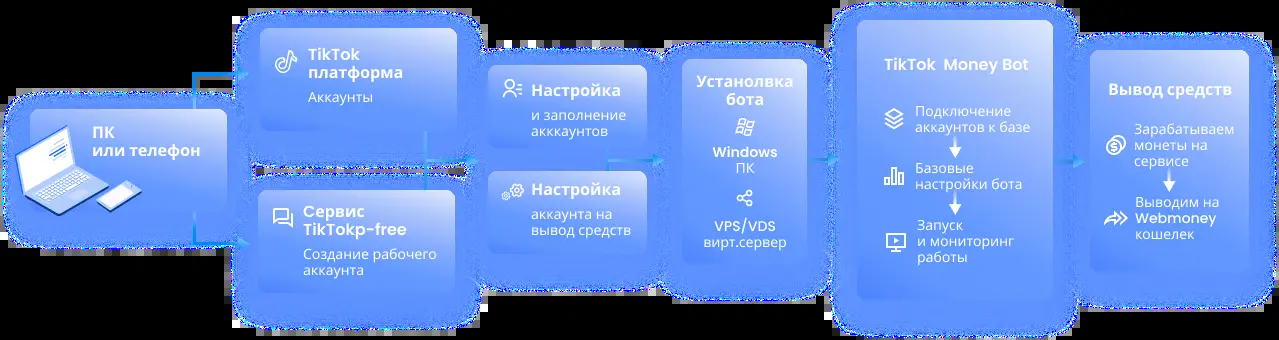 ПК
или телефон
TikTok
платформа
Аккаунты
Сервис
TikTokp-free
Создание рабочего
аккаунта
Настройка
и заполнение
акккаунтов
Настройка
аккаунта на
вывод средств
Устанолвка
бота
Windows
ПК
VPS/VDS
вирт.сервер
TikTok Money Bot
Подключение
аккаунтов к базе
Базовые
настройки бота
Запуск
и мониторинг
работы
Вывод средств
Зарабатываем
монеты на
сервисе
Выводим на
Webmoney
кошелек